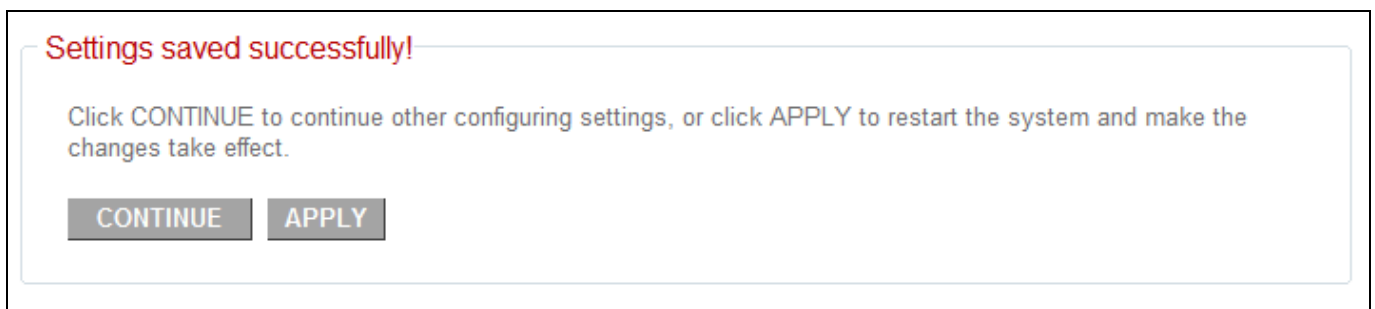 Settings saved successfully!
Click CONTINUE to continue other configuring settings, or click APPLY to restart the system and make the
changes take effect.
CONTINUE APPLY